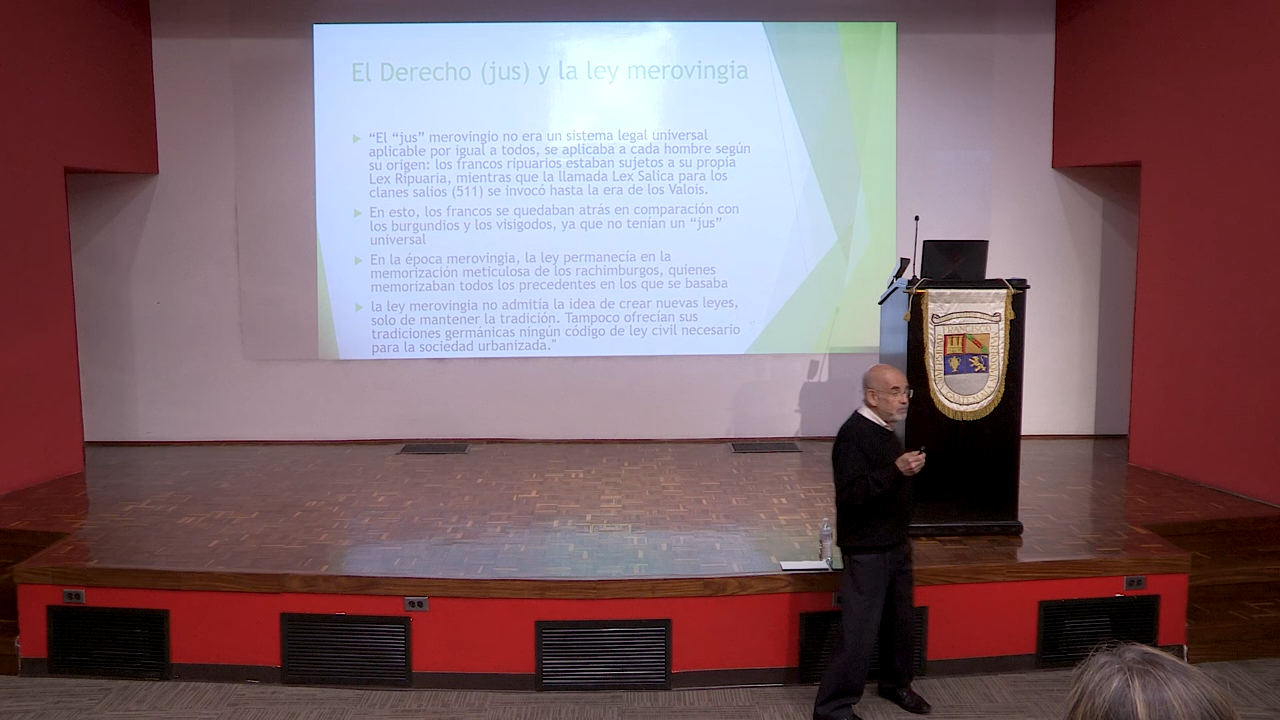 El Derecho (jus) y la ley merovingia
“El “jus” merovingio no era un sistema legal universal
aplicable por igual a todos, se aplicaba a cada hombre según
su origen: los francos ripuarios estaban sujetos a su propia
Lex Ripuaria, mientras que la llamada Lex Salica para los
clanes salios (511) se invocó hasta la era de los Valois.
En esto, los francos se quedaban atrás en comparación con
los burgundios y los visigodos, ya que no tenían un “jus”
universal
En la época merovingia, la ley permanecía en la
memorización meticulosa de los rachimburgos, quienes
memorizaban todos los precedentes en los que se basaba
la ley merovingia no admitía la idea de crear nuevas leyes,
solo de mantener la tradición. Tampoco ofrecían sus
tradiciones germánicas ningún código de ley civil necesario
para la sociedad urbanizada."
FRANCISCO